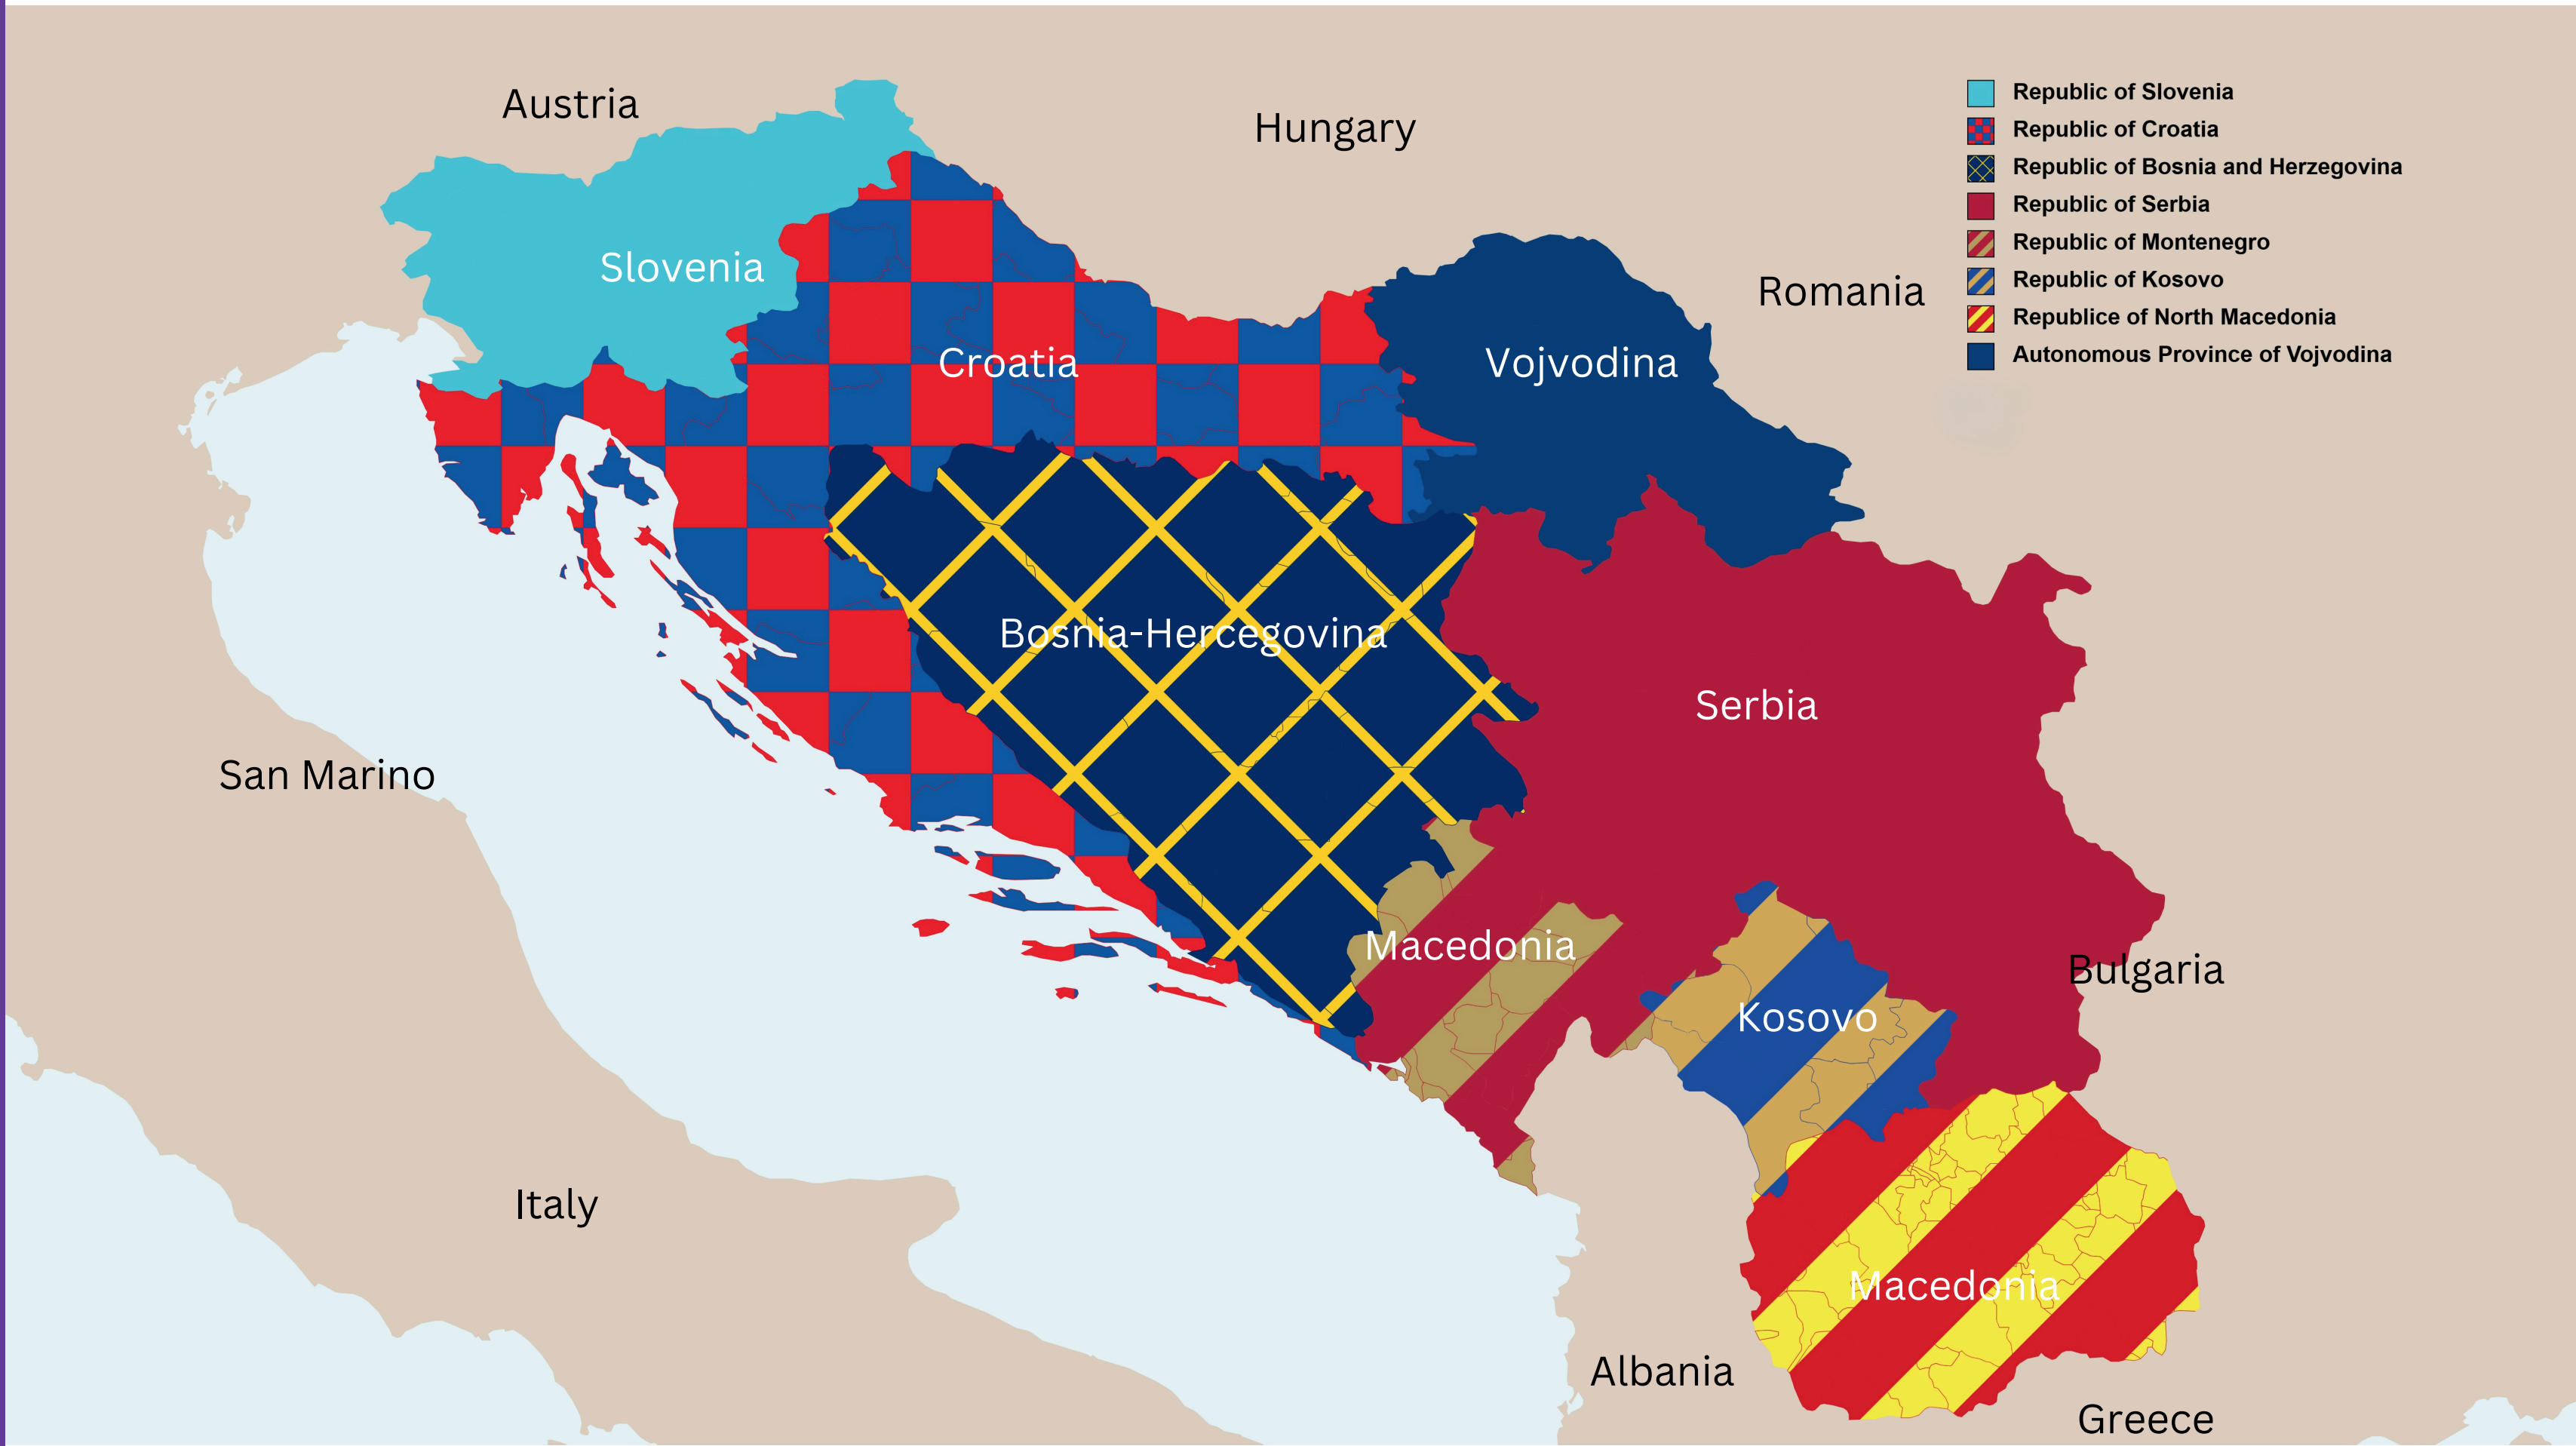 Austria
Hungary
Romania
Slovenia
Croatia
Vojvodina
Bosnia-Hercegovina
Serbia
San Marino
Macedonia
Kosovo
Bulgaria
Italy
Macedonia
Albania
Greece
Republic of Slovenia
Republic of Croatia
Republic of Bosnia and Herzegovina
Republic of Serbia
Republic of Montenegro
Republic of Kosovo
Republice of North Macedonia
Autonomous Province of Vojvodina